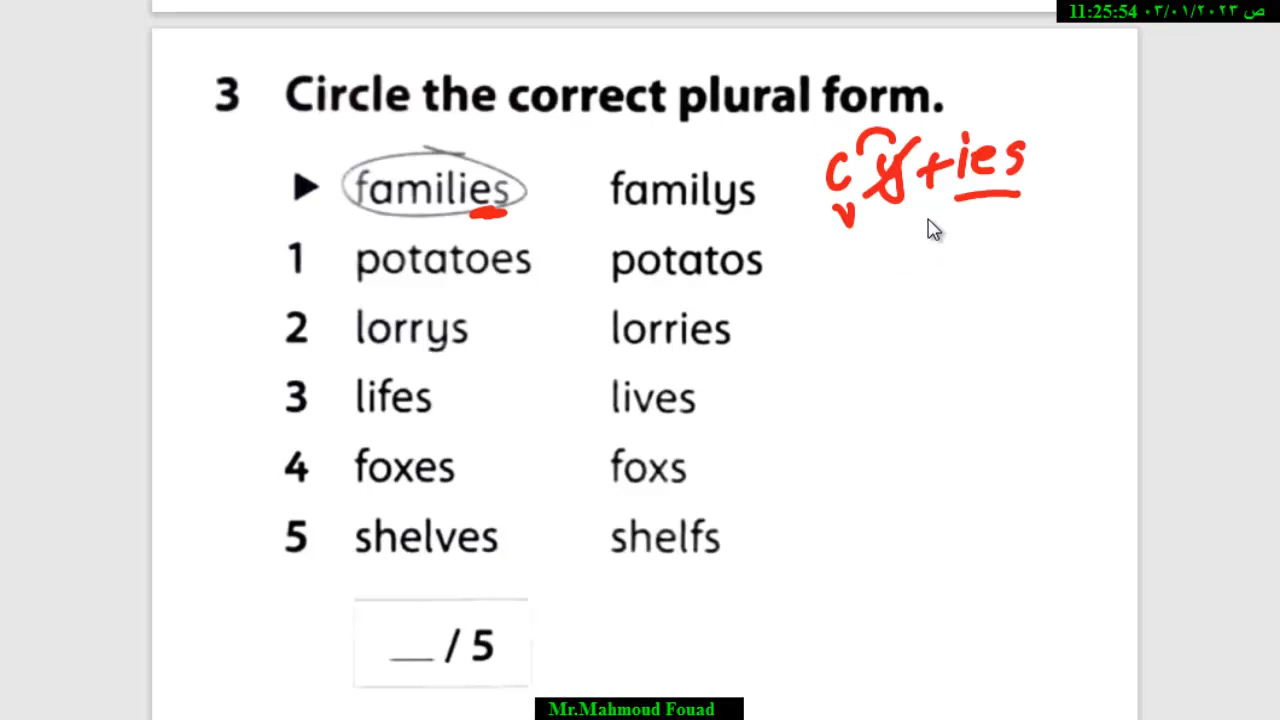 11:25:54 ٠٣/٠١/٢٠٢٣ ص
3 Circle the correct plural form.
families familys
c y + ies
v
1 potatoes potatos
2 lorrys lorries
3 lifes lives
4 foxes foxs
5 shelves shelfs
__ / 5
Mr.Mahmoud Fouad